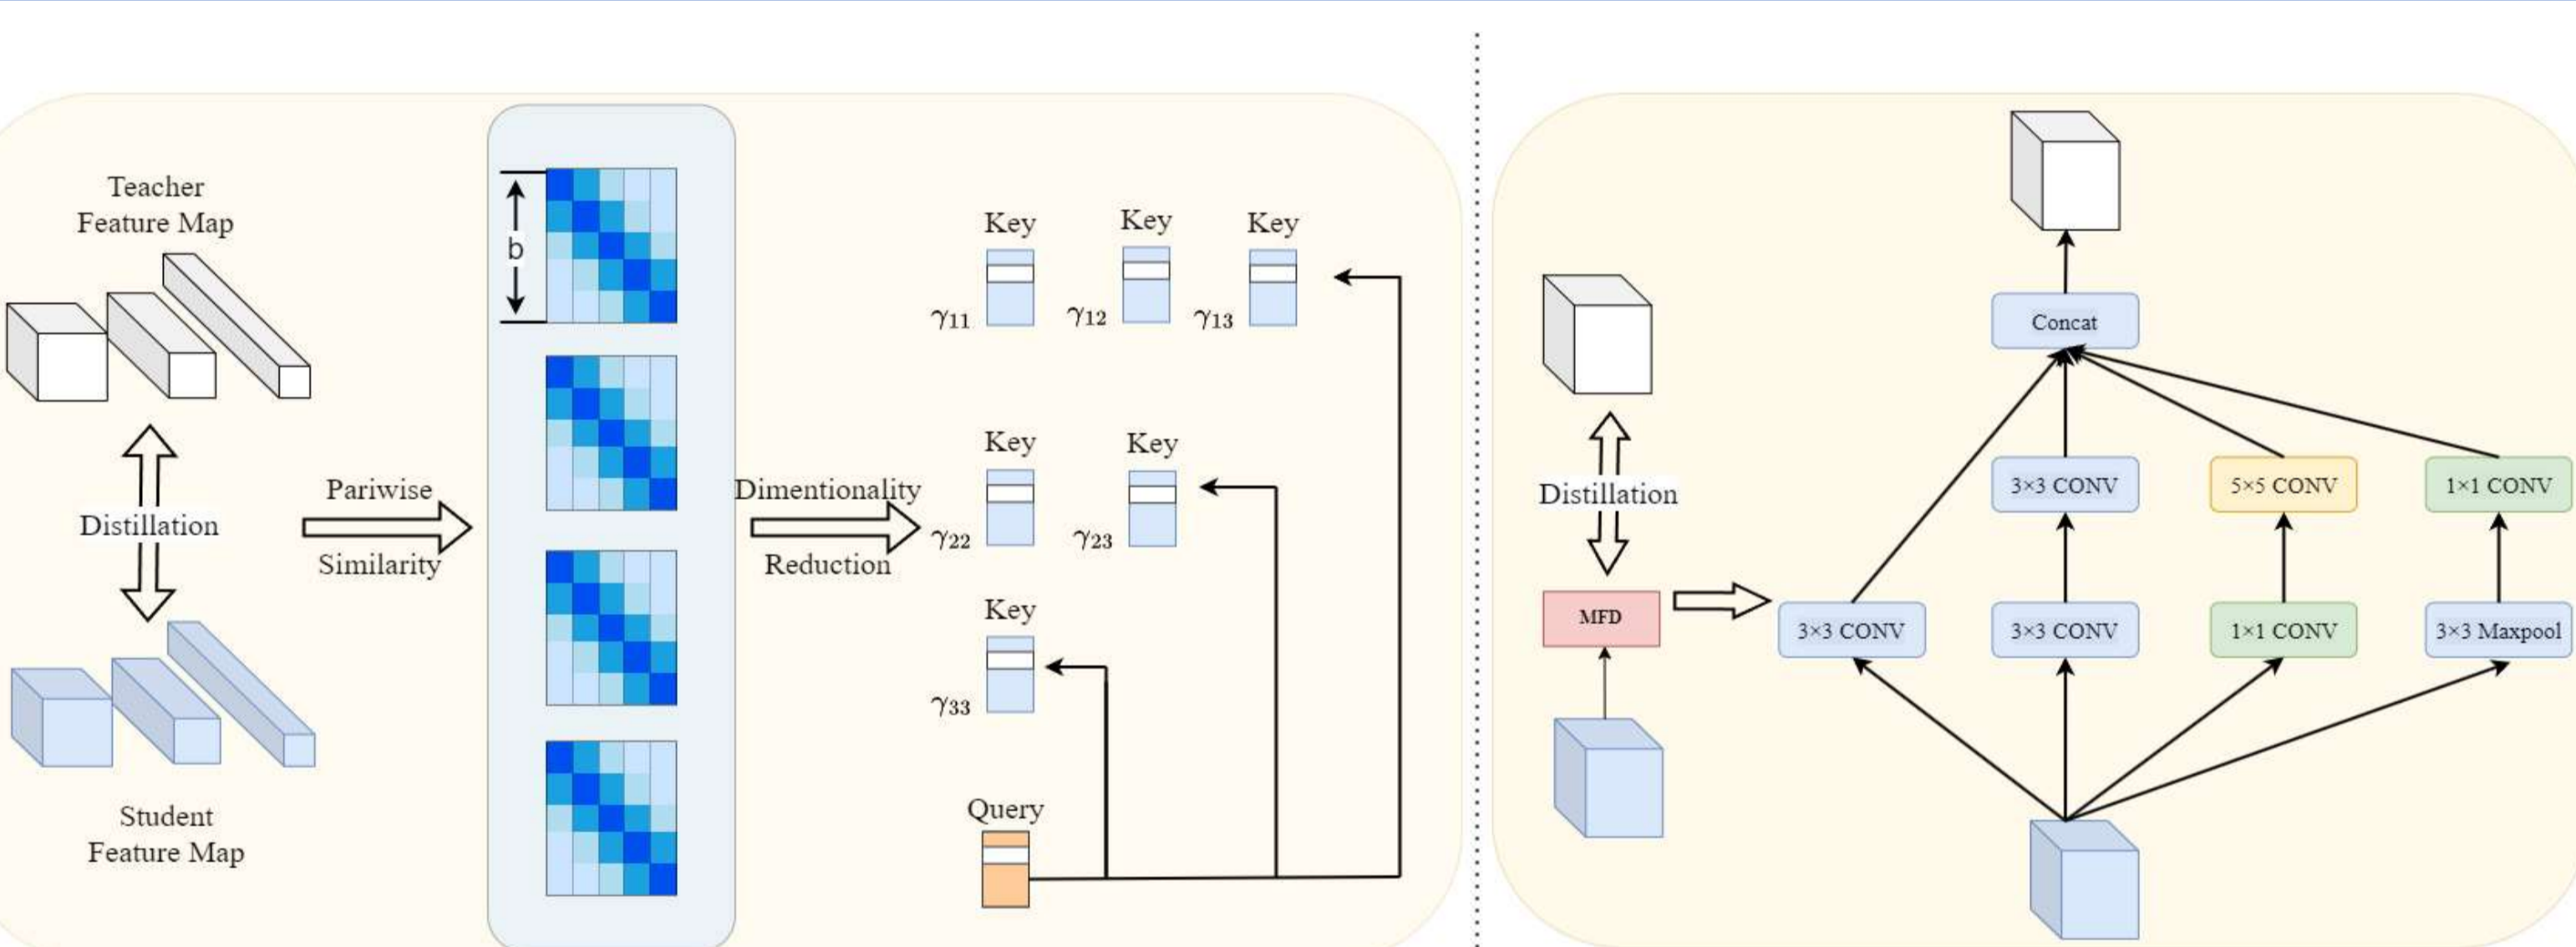 Teacher
Feature Map
Distillation
Student
Feature Map
Pariwise
Similarity
b
Dimentionality
Reduction
Key
Key
Key
γ11
γ12
γ13
Key
Key
γ22
γ23
Key
γ33
Query
Distillation
MFD
Concat
3×3 CONV
5×5 CONV
1×1 CONV
3×3 CONV
3×3 CONV
1×1 CONV
3×3 Maxpool